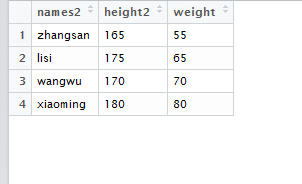 names2 height2 weight
1 zhangsan 165 55
2 lisi 175 65
3 wangwu 170 70
4 xiaoming 180 80